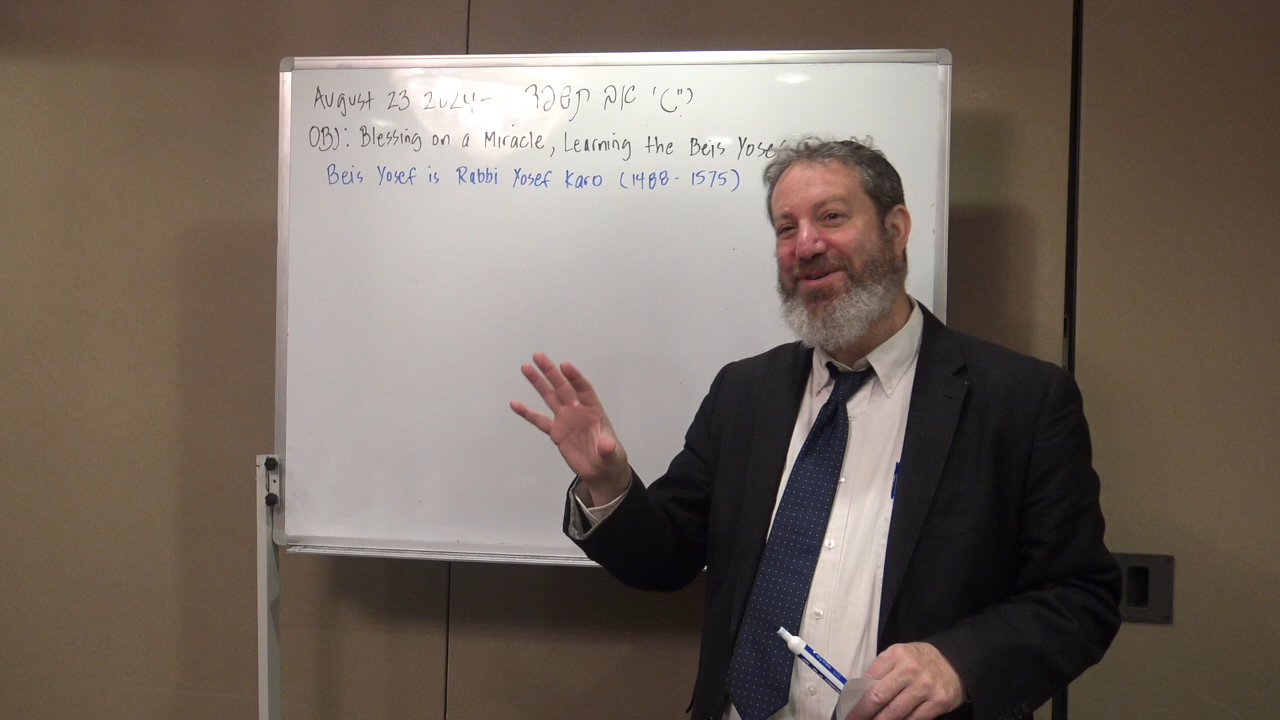 August 23 2024- י"ט אב תשפד
OBJ: Blessing on a Miracle, Learning the Beis Yosef
Beis Yosef is Rabbi Yosef Karo (1488 - 1575)